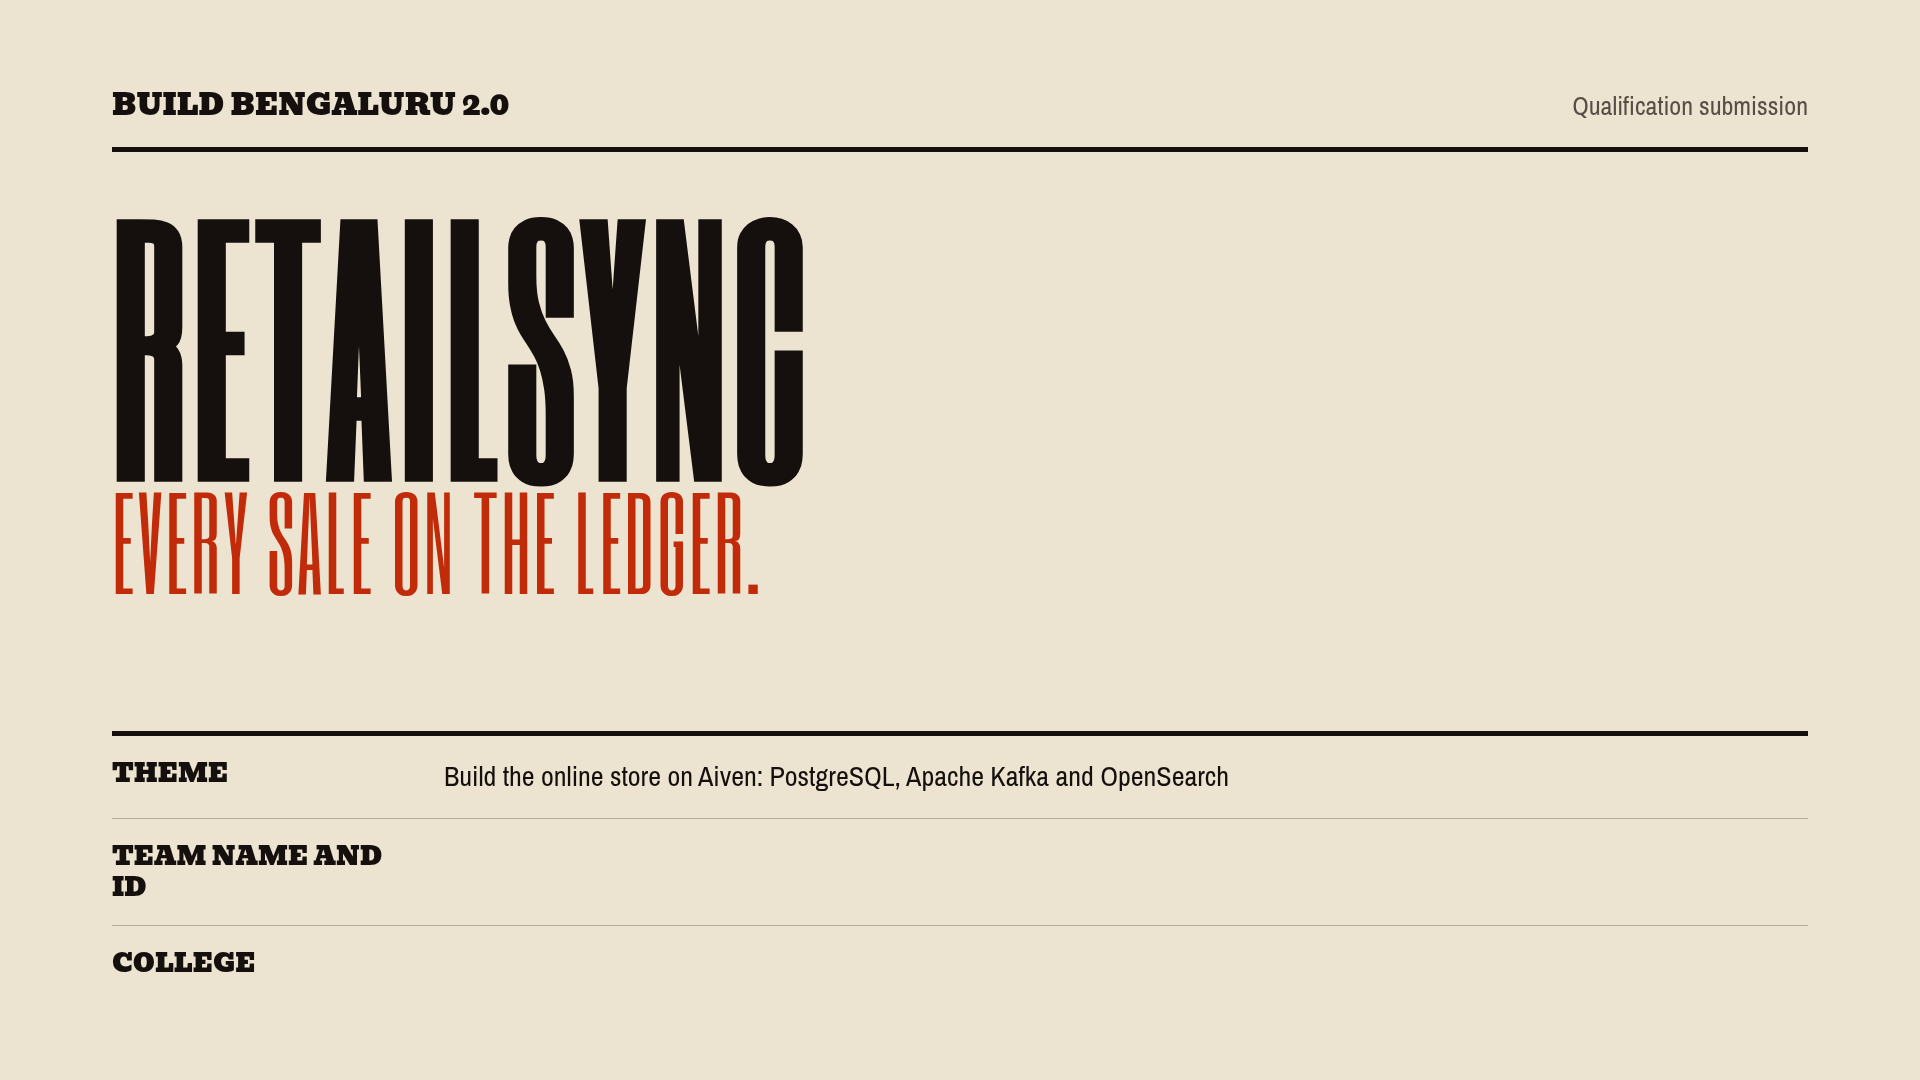 BUILD BENGALURU 2.0
Qualification submission
RETAILSYNC
EVERY SALE ON THE LEDGER.
THEME
Build the online store on Aiven: PostgreSQL, Apache Kafka and OpenSearch
TEAM NAME AND
ID
COLLEGE